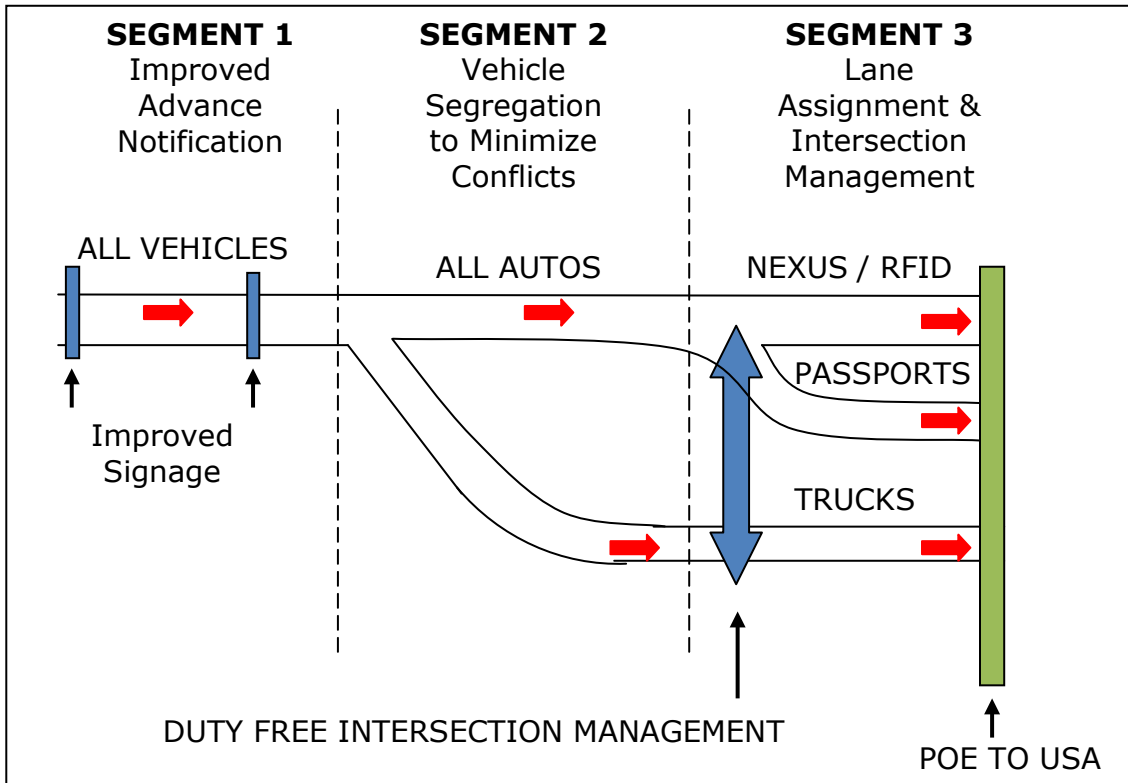 SEGMENT 1
Improved
Advance
Notification
SEGMENT 2
Vehicle
Segregation
to Minimize
Conflicts
SEGMENT 3
Lane
Assignment &
Intersection
Management
ALL VEHICLES
ALL AUTOS
NEXUS / RFID
PASSPORTS
Improved
Signage
TRUCKS
DUTY FREE INTERSECTION MANAGEMENT
POE TO USA